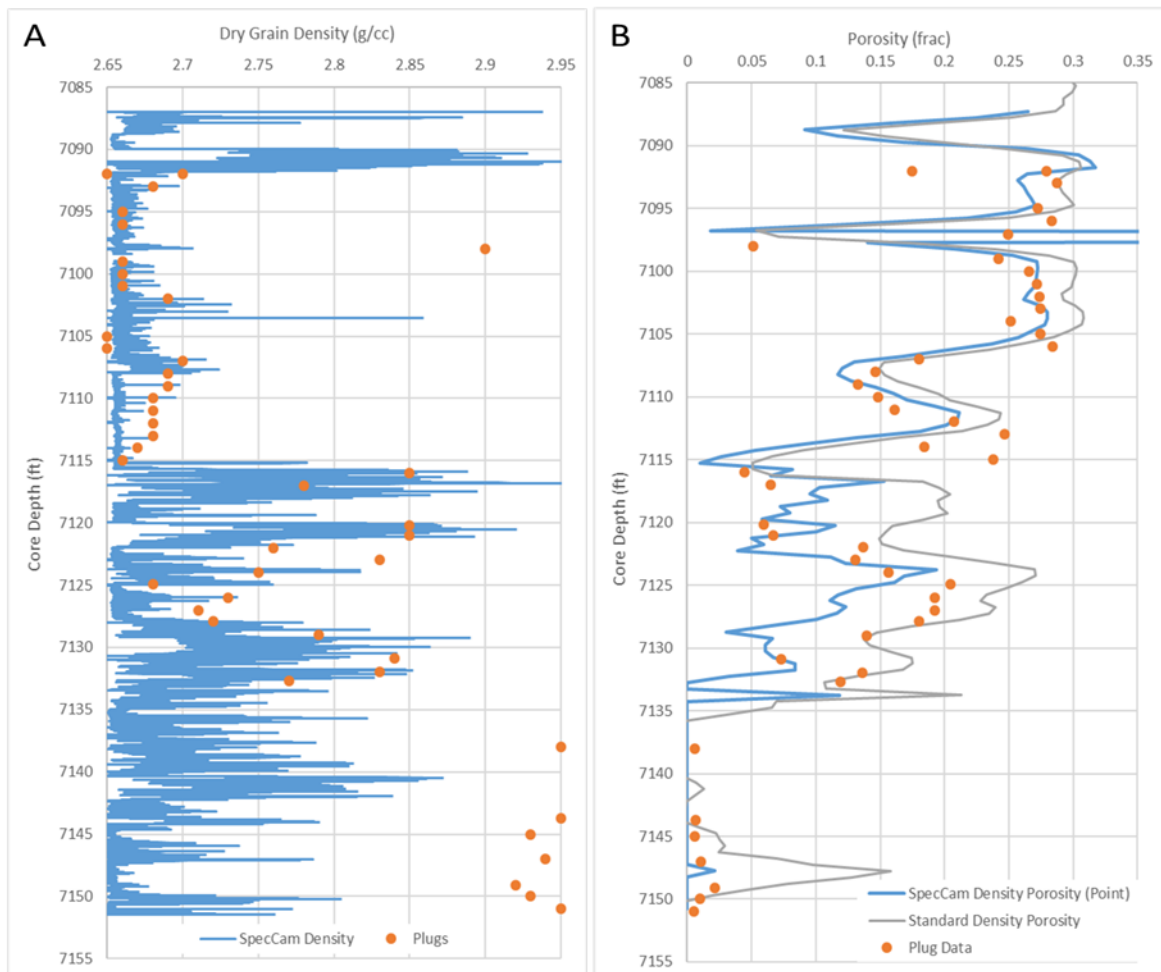 A
Dry Grain Density (g/cc)
2.65 2.7 2.75 2.8 2.85 2.9 2.95
7085
7090
7095
7100
7105
7110
7115
7120
7125
7130
7135
7140
7145
7150
7155
Core Depth (ft)
SpecCam Density Plugs
B
Porosity (frac)
0 0.05 0.1 0.15 0.2 0.25 0.3 0.35
7085
7090
7095
7100
7105
7110
7115
7120
7125
7130
7135
7140
7145
7150
7155
Core Depth (ft)
SpecCam Density Porosity (Point)
Standard Density Porosity
Plug Data